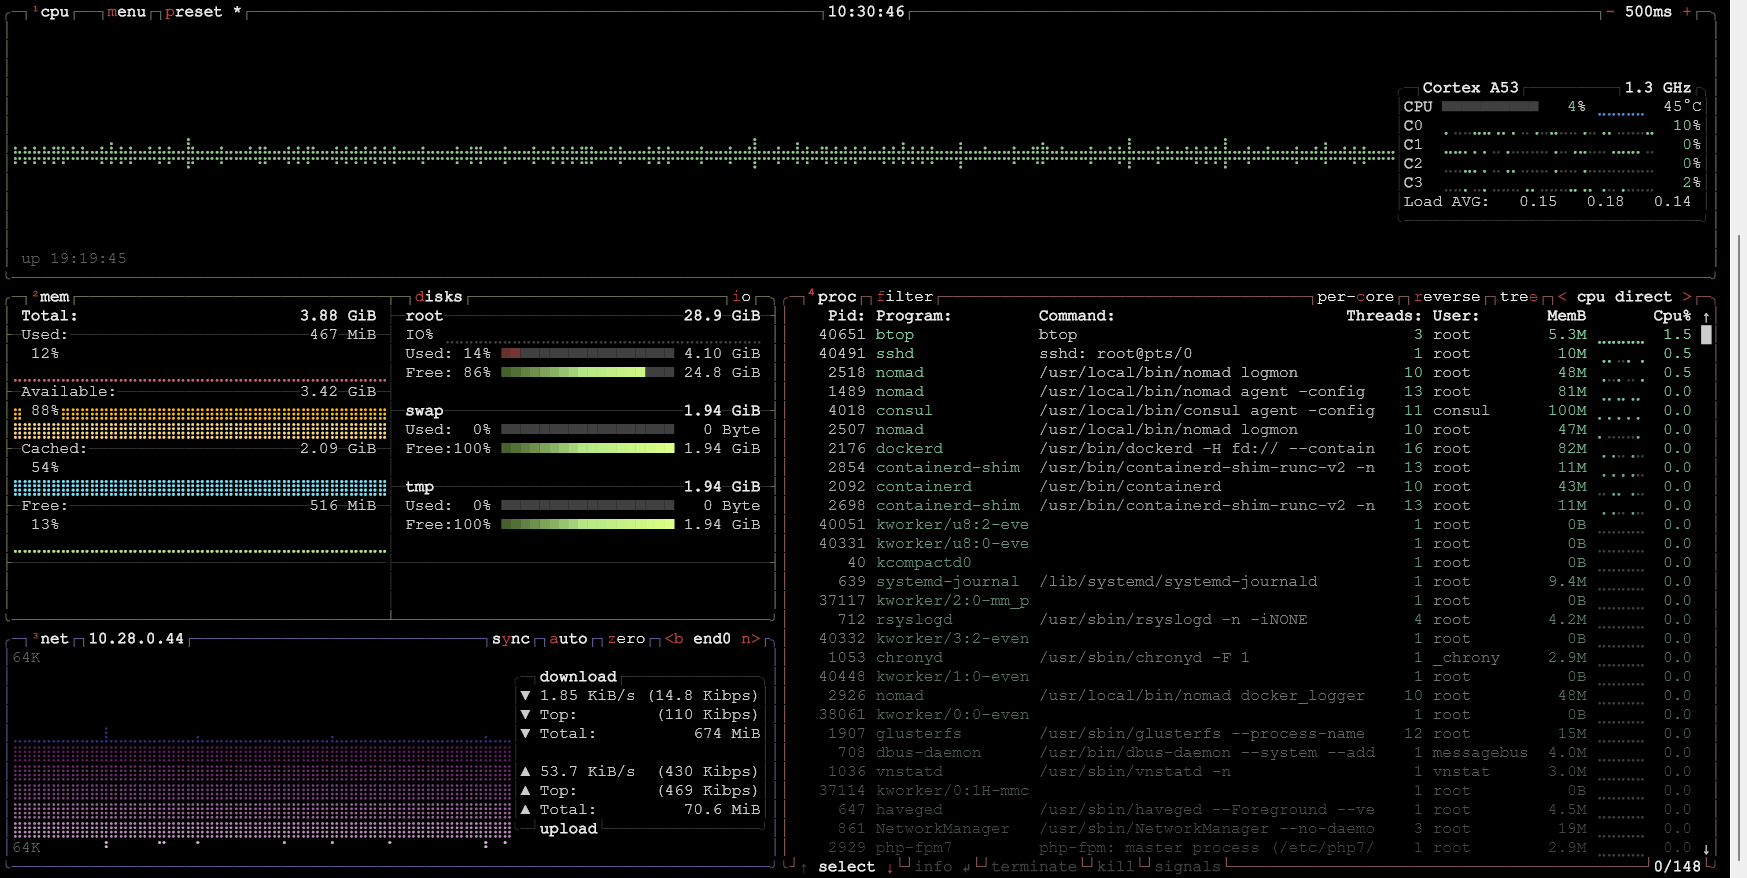 ¹cpu menu preset * 10:30:46 - 500ms +
Cortex A53 1.3 GHz
CPU 4% 45°C
C0 10%
C1 0%
C2 0%
C3 2%
Load AVG: 0.15 0.18 0.14
up 19:19:45
²mem disks io
Total: 3.88 GiB root 28.9 GiB
Used: 467 MiB IO%
12% Used: 14% 4.10 GiB
Free: 86% 24.8 GiB
Available: 3.42 GiB
88% swap 1.94 GiB
Used: 0% 0 Byte
Cached: 2.09 GiB Free:100% 1.94 GiB
54%
tmp 1.94 GiB
Free: 516 MiB Used: 0% 0 Byte
13% Free:100% 1.94 GiB
³net 10.28.0.44 sync auto zero <b end0 n>
64K
download
▼ 1.85 KiB/s (14.8 Kibps)
▼ Top: (110 Kibps)
▼ Total: 674 MiB
▲ 53.7 KiB/s (430 Kibps)
▲ Top: (469 Kibps)
▲ Total: 70.6 MiB
upload
64K
⁴proc filter per-core reverse tree < cpu direct >
Pid: Program: Command: Threads: User: MemB Cpu% ↑
40651 btop btop 3 root 5.3M 1.5
40491 sshd sshd: root@pts/0 1 root 10M 0.5
2518 nomad /usr/local/bin/nomad logmon 10 root 48M 0.5
1489 nomad /usr/local/bin/nomad agent -config 13 root 81M 0.0
4018 consul /usr/local/bin/consul agent -config 11 consul 100M 0.0
2507 nomad /usr/local/bin/nomad logmon 10 root 47M 0.0
2176 dockerd /usr/bin/dockerd -H fd:// --contain 16 root 82M 0.0
2854 containerd-shim /usr/bin/containerd-shim-runc-v2 -n 13 root 11M 0.0
2092 containerd /usr/bin/containerd 10 root 43M 0.0
2698 containerd-shim /usr/bin/containerd-shim-runc-v2 -n 13 root 11M 0.0
40051 kworker/u8:2-eve 1 root 0B 0.0
40331 kworker/u8:0-eve 1 root 0B 0.0
40 kcompactd0 1 root 0B 0.0
639 systemd-journal /lib/systemd/systemd-journald 1 root 9.4M 0.0
37117 kworker/2:0-mm_p 1 root 0B 0.0
712 rsyslogd /usr/sbin/rsyslogd -n -iNONE 4 root 4.2M 0.0
40332 kworker/3:2-even 1 root 0B 0.0
1053 chronyd /usr/sbin/chronyd -F 1 1 _chrony 2.9M 0.0
40448 kworker/1:0-even 1 root 0B 0.0
2926 nomad /usr/local/bin/nomad docker_logger 10 root 48M 0.0
38061 kworker/0:0-even 1 root 0B 0.0
1907 glusterfs /usr/sbin/glusterfs --process-name 12 root 15M 0.0
708 dbus-daemon /usr/bin/dbus-daemon --system --add 1 messagebus 4.0M 0.0
1036 vnstatd /usr/sbin/vnstatd -n 1 vnstat 3.0M 0.0
37114 kworker/0:1H-mmc 1 root 0B 0.0
647 haveged /usr/sbin/haveged --Foreground --ve 1 root 4.5M 0.0
861 NetworkManager /usr/sbin/NetworkManager --no-daemo 3 root 19M 0.0
2929 php-fpm7 php-fpm: master process (/etc/php7/ 1 root 2.9M 0.0 ↓
↑ select ↓ info ↲ terminate kill signals 0/148